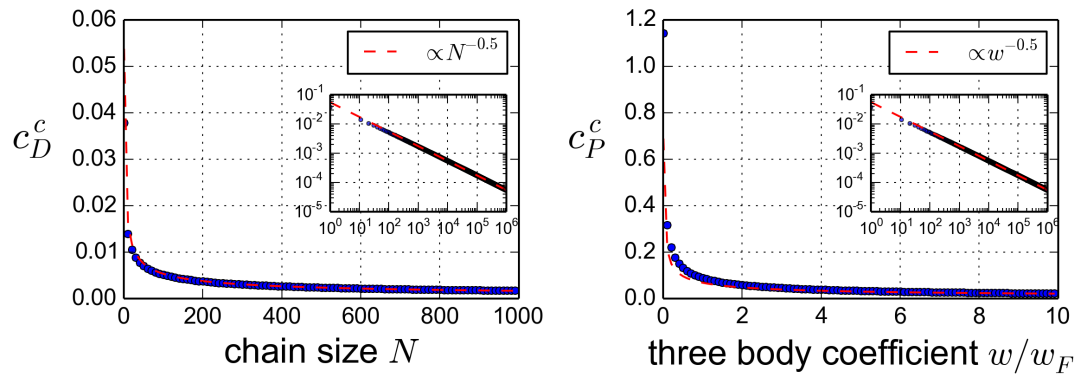 0.06
0.05
0.04
0.03
0.02
0.01
0.00
c_D^c
0 200 400 600 800 1000
chain size N
∝N^{-0.5}
10^{-1}
10^{-2}
10^{-3}
10^{-4}
10^{-5}
10^0 10^1 10^2 10^3 10^4 10^5 10^6
1.2
1.0
0.8
0.6
0.4
0.2
0.0
c_P^c
0 2 4 6 8 10
three body coefficient w/w_F
∝w^{-0.5}
10^{-1}
10^{-2}
10^{-3}
10^{-4}
10^{-5}
10^0 10^1 10^2 10^3 10^4 10^5 10^6